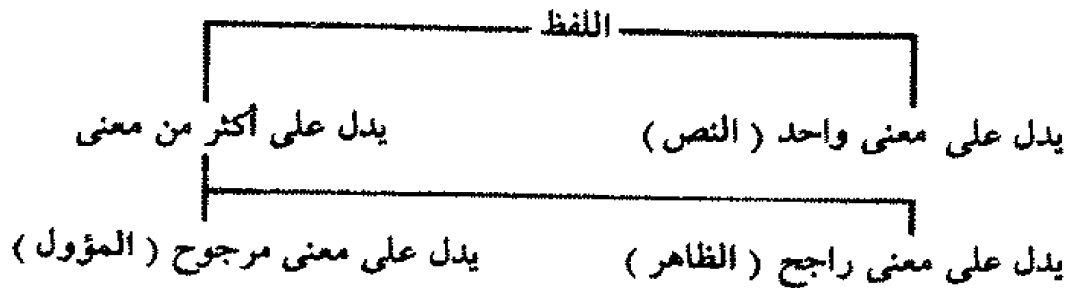 اللفظ
يدل على معنى واحد ( النص ) يدل على أكثر من معنى
يدل على معنى راجح ( الظاهر ) يدل على معنى مرجوح ( المؤول )